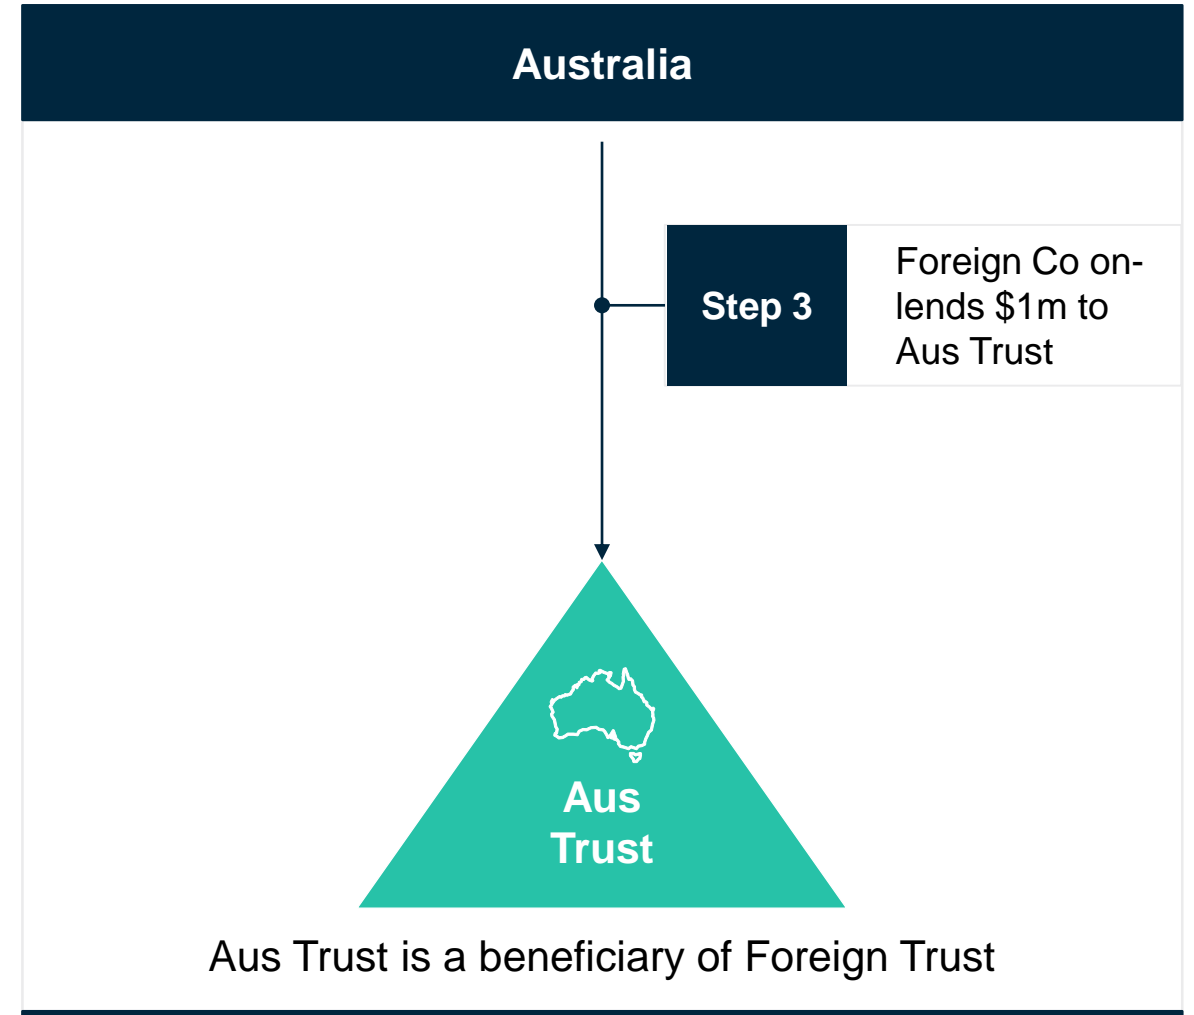 Australia
Step 3
Foreign Co on-
lends $1m to
Aus Trust
Aus
Trust
Aus Trust is a beneficiary of Foreign Trust